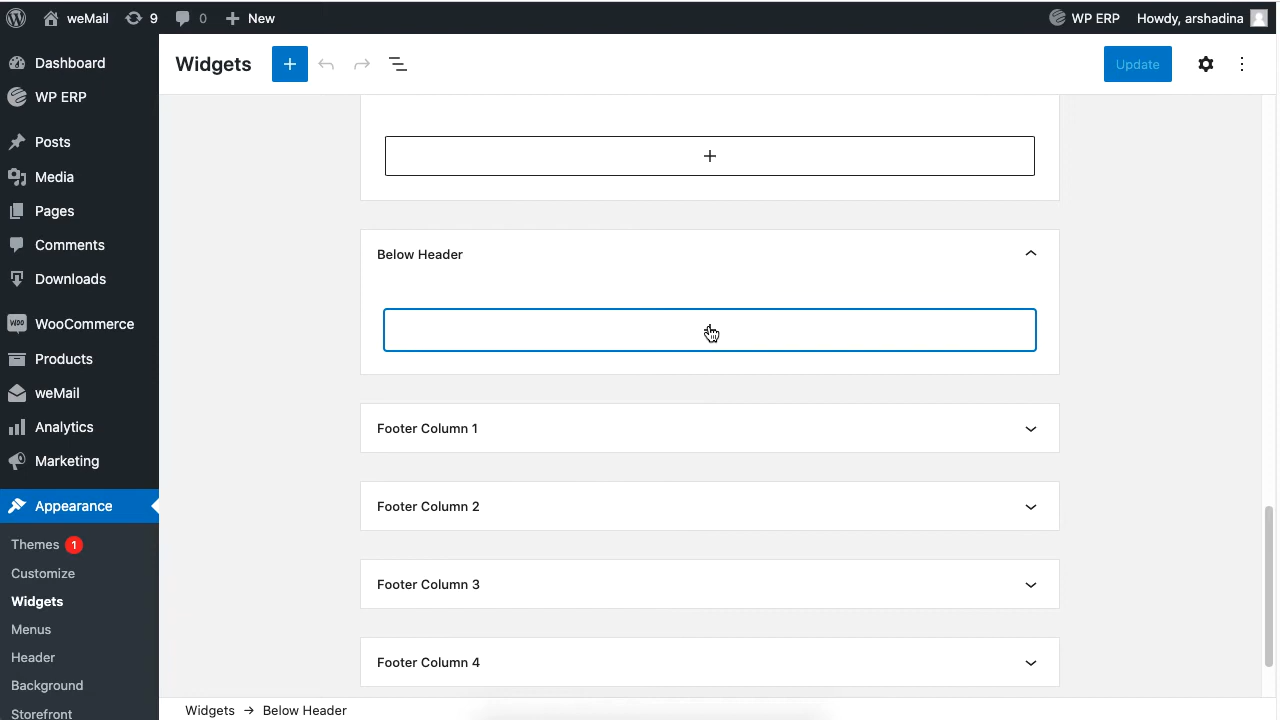 weMail 9 0 New WP ERP Howdy, arshadina
Dashboard
WP ERP
Posts
Media
Pages
Comments
Downloads
WooCommerce
Products
weMail
Analytics
Marketing
Appearance
Themes 1
Customize
Widgets
Menus
Header
Background
Storefront
Widgets Update
Below Header
Footer Column 1
Footer Column 2
Footer Column 3
Footer Column 4
Widgets → Below Header